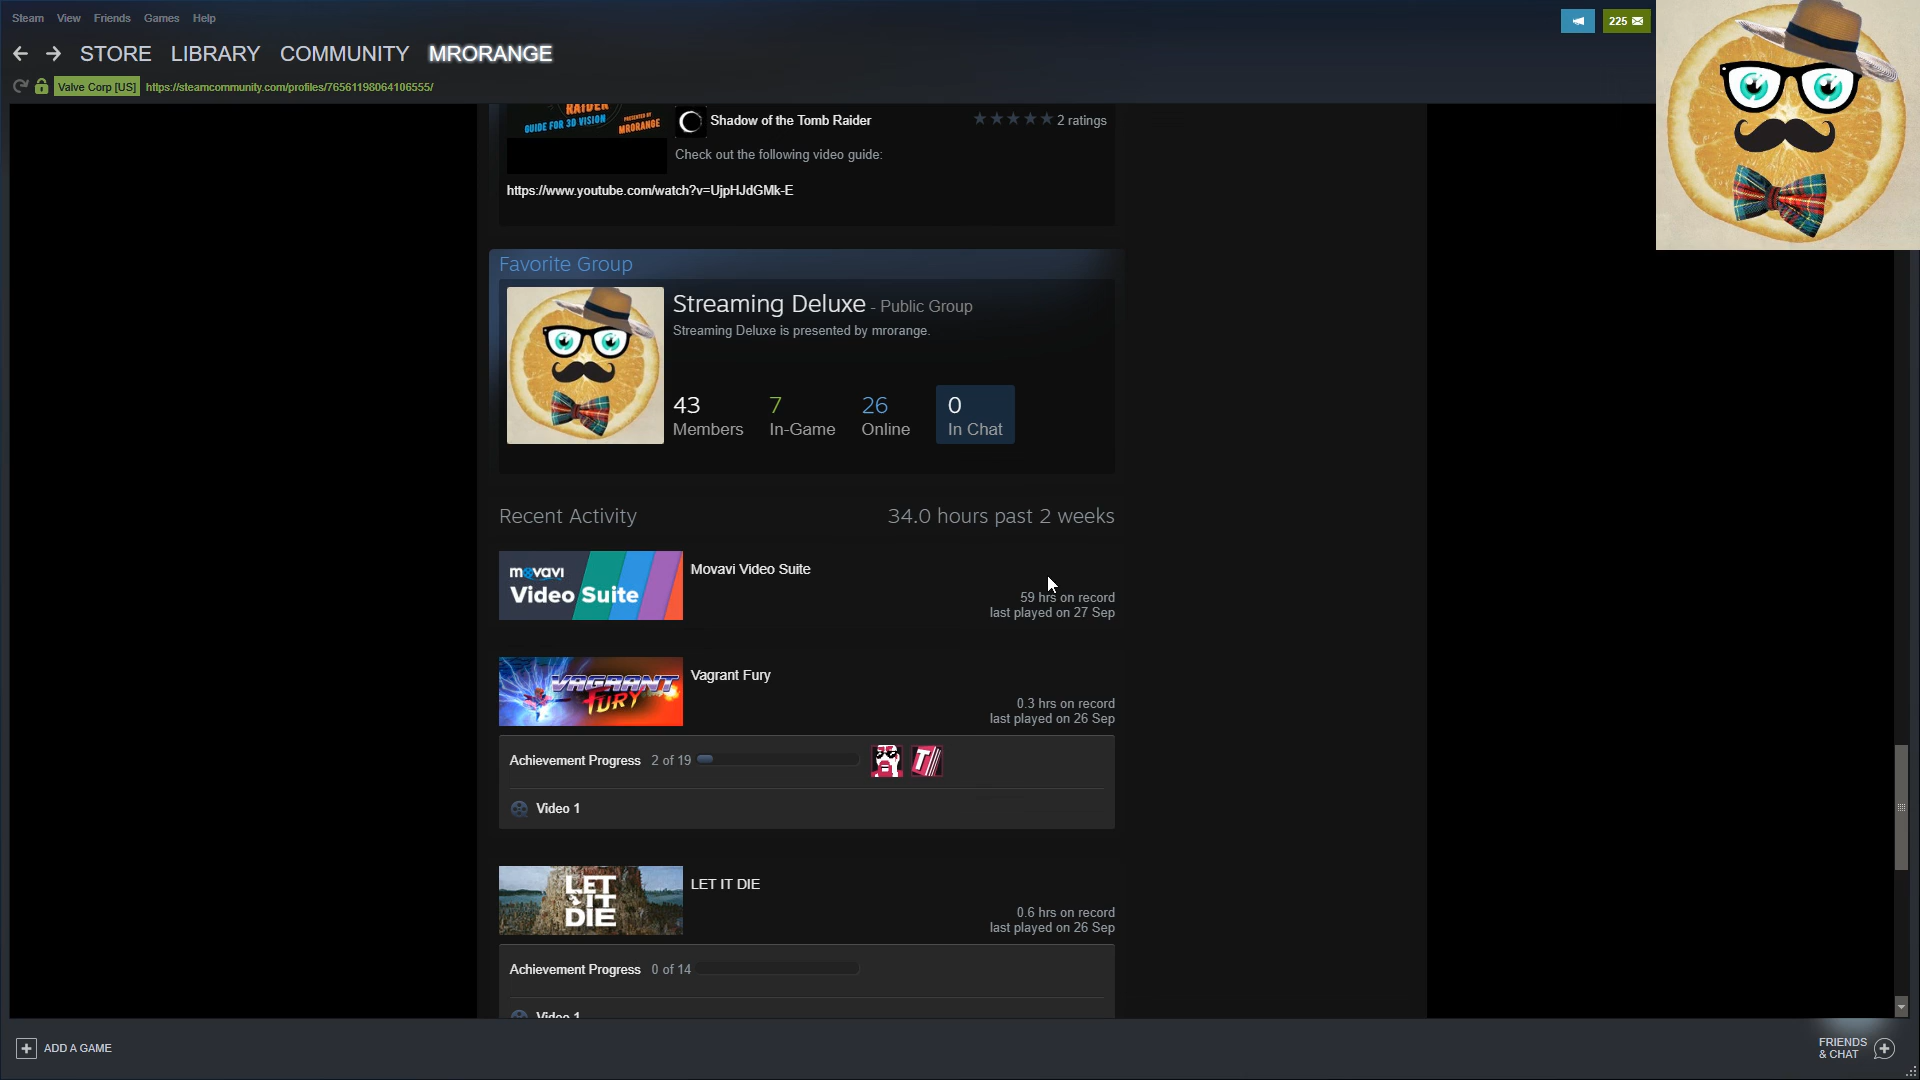 Steam View Friends Games Help
225
STORE LIBRARY COMMUNITY MRORANGE
Valve Corp [US] https://steamcommunity.com/profiles/76561198064106555/
RAIDER
GUIDE FOR 3D VISION
PRESENTED BY
MRORANGE
Shadow of the Tomb Raider
2 ratings
Check out the following video guide:
https://www.youtube.com/watch?v=UjpHJdGMk-E
Favorite Group
Streaming Deluxe - Public Group
Streaming Deluxe is presented by mrorange.
43 7 26 0
Members In-Game Online In Chat
Recent Activity 34.0 hours past 2 weeks
movavi
Video Suite
Movavi Video Suite
59 hrs on record
last played on 27 Sep
VAGRANT
FURY
Vagrant Fury
0.3 hrs on record
last played on 26 Sep
Achievement Progress 2 of 19
T
Video 1
LET
IT
DIE
LET IT DIE
0.6 hrs on record
last played on 26 Sep
Achievement Progress 0 of 14
Video 1
ADD A GAME
FRIENDS
& CHAT